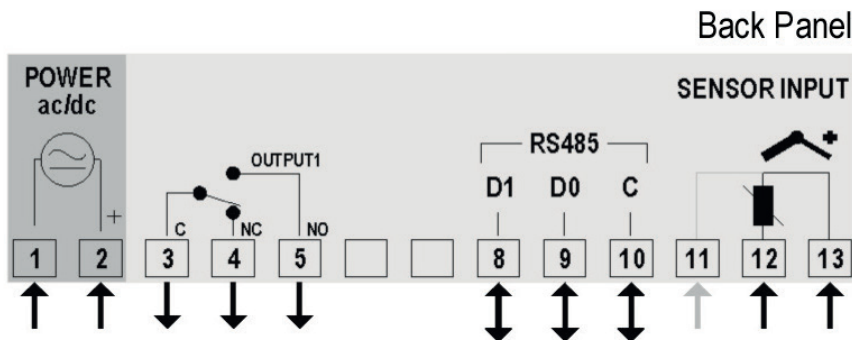 Back Panel
POWER
ac/dc
SENSOR INPUT
RS485
OUTPUT1
D1 D0 C
+
C NC NO
1 2 3 4 5 8 9 10 11 12 13